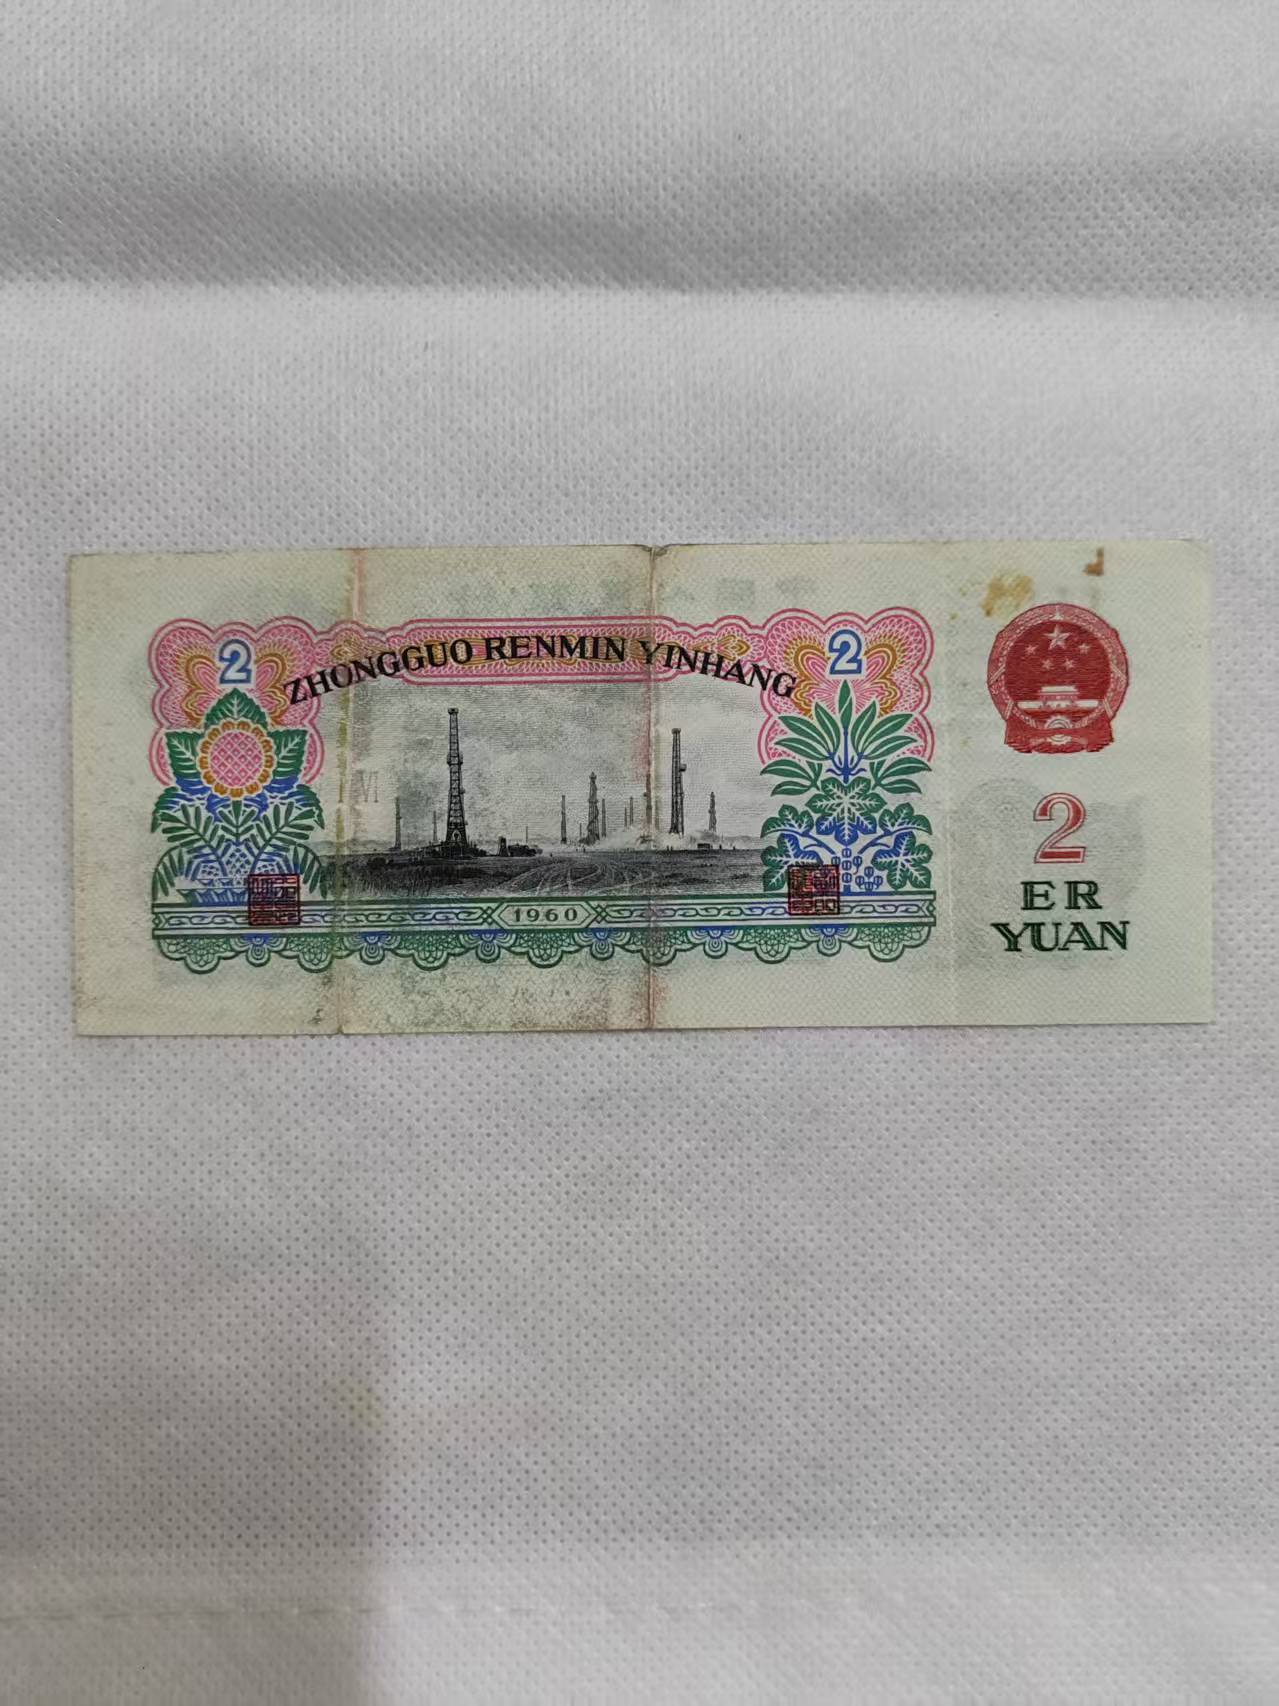 2 ZHONGGUO RENMIN YINHANG 2
1960
2
ER
YUAN